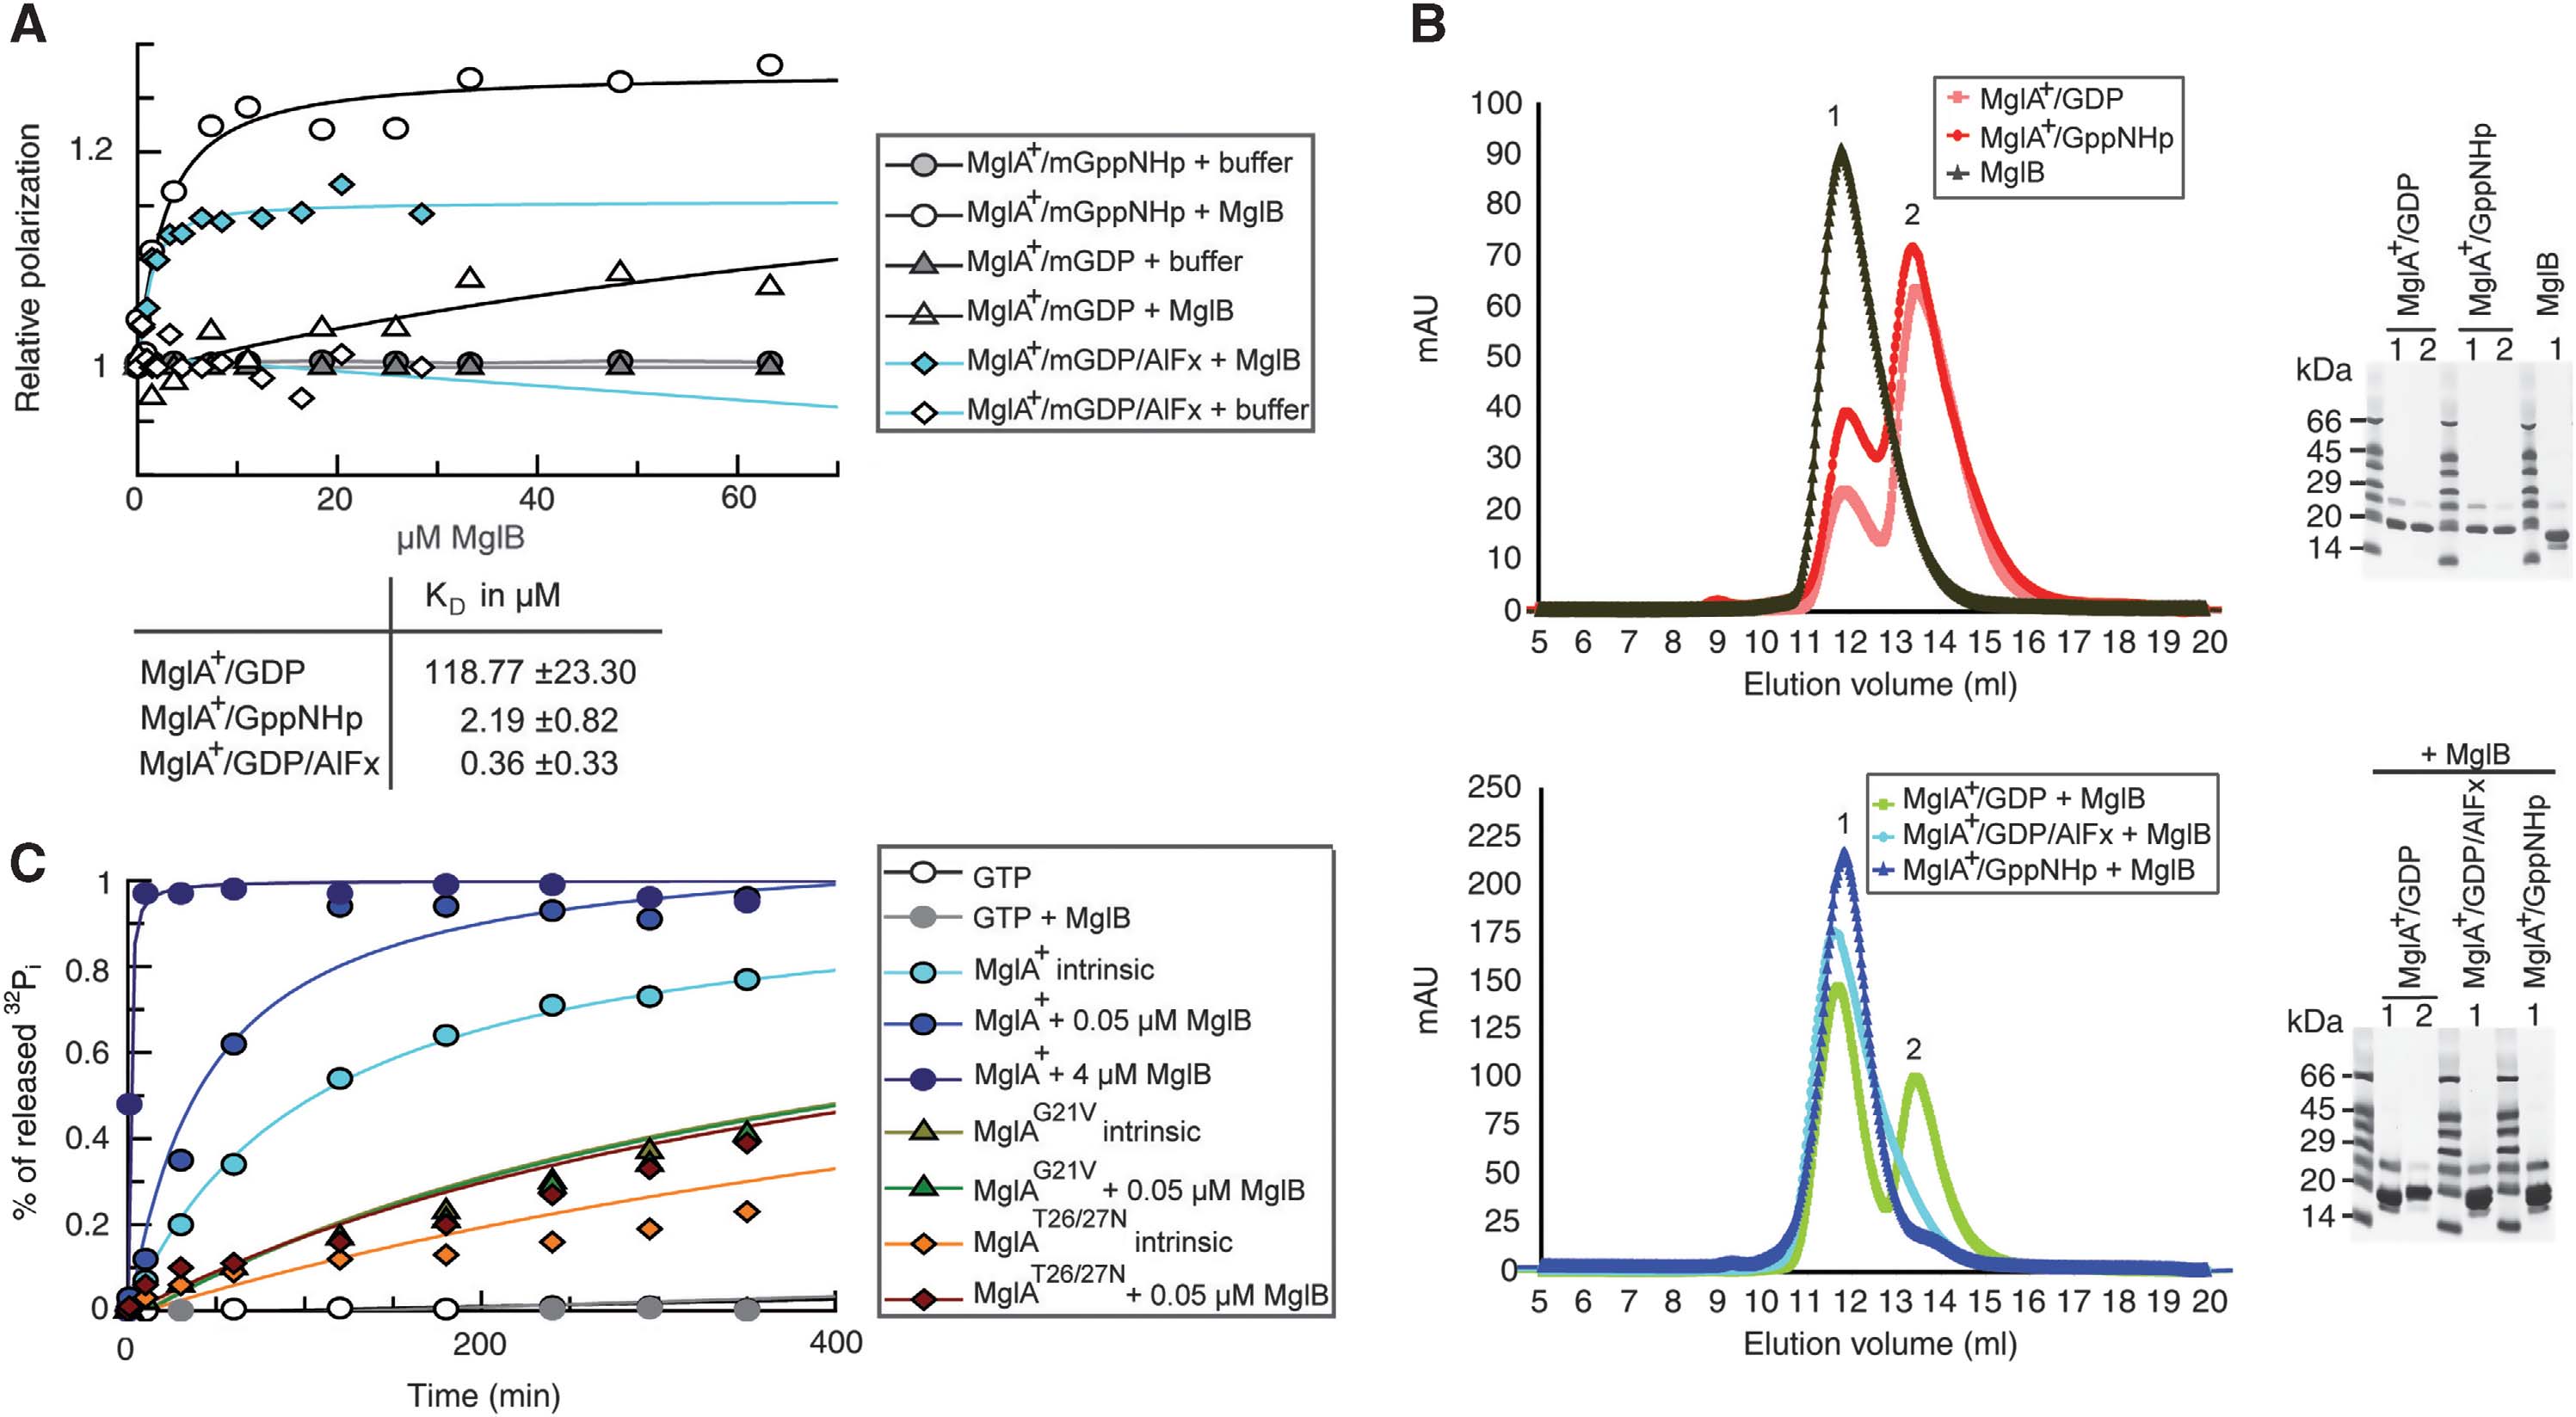 A
Relative polarization
1.2
1
0 20 40 60
µM MglB
MglA+/mGppNHp + buffer
MglA+/mGppNHp + MglB
MglA+/mGDP + buffer
MglA+/mGDP + MglB
MglA+/mGDP/AlFx + MglB
MglA+/mGDP/AlFx + buffer
KD in µM
MglA+/GDP 118.77 ±23.30
MglA+/GppNHp 2.19 ±0.82
MglA+/GDP/AlFx 0.36 ±0.33
B
mAU
100
90
80
70
60
50
40
30
20
10
0
5 6 7 8 9 10 11 12 13 14 15 16 17 18 19 20
Elution volume (ml)
1
2
MglA+/GDP
MglA+/GppNHp
MglB
MglA+/GDP
MglA+/GppNHp
MglB
1 2 1 2 1
kDa
66
45
29
20
14
mAU
250
225
200
175
150
125
100
75
50
25
0
5 6 7 8 9 10 11 12 13 14 15 16 17 18 19 20
Elution volume (ml)
1
2
MglA+/GDP + MglB
MglA+/GDP/AlFx + MglB
MglA+/GppNHp + MglB
+ MglB
MglA+/GDP
MglA+/GDP/AlFx
MglA+/GppNHp
1 2 1 1
kDa
66
45
29
20
14
C
% of released 32Pi
1
0.8
0.6
0.4
0.2
0
0 200 400
Time (min)
GTP
GTP + MglB
MglA+ intrinsic
MglA+ + 0.05 µM MglB
MglA+ + 4 µM MglB
MglAG21V intrinsic
MglAG21V + 0.05 µM MglB
MglAT26/27N intrinsic
MglAT26/27N + 0.05 µM MglB